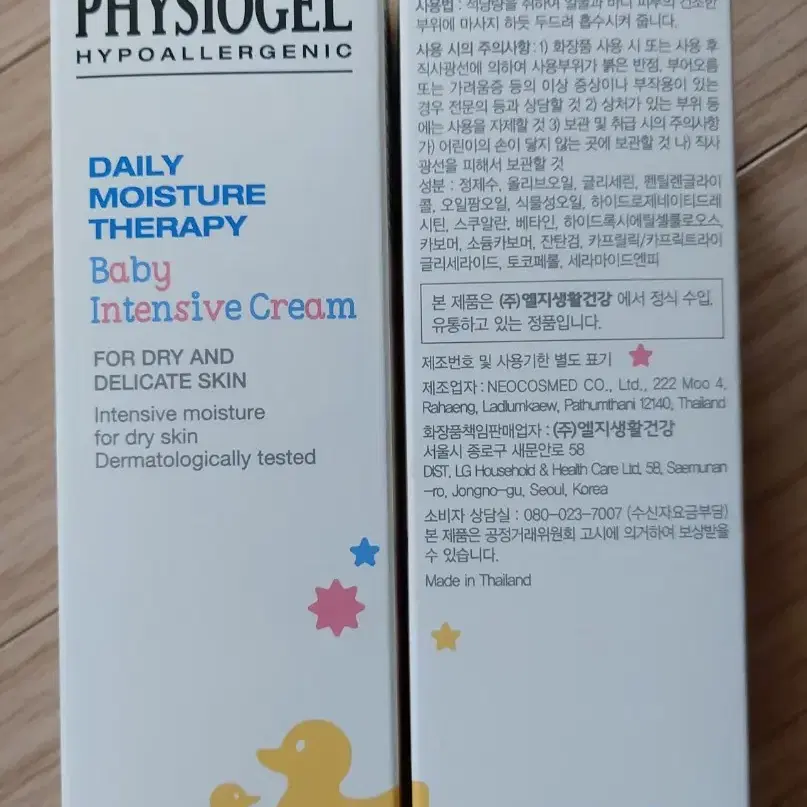 PHYSIOGEL
HYPOALLERGENIC
DAILY
MOISTURE
THERAPY
Baby
Intensive Cream
FOR DRY AND
DELICATE SKIN
Intensive moisture
for dry skin
Dermatologically tested
사용법 : 적당량을 취하여 얼굴과 바디 피부의 건조한
부위에 마사지 하듯 두드려 흡수시켜 줍니다.
사용 시의 주의사항 : 1) 화장품 사용 시 또는 사용 후
직사광선에 의하여 사용부위가 붉은 반점, 부어오름
또는 가려움증 등의 이상 증상이나 부작용이 있는
경우 전문의 등과 상담할 것 2) 상처가 있는 부위 등
에는 사용을 자제할 것 3) 보관 및 취급 시의 주의사항
가) 어린이의 손이 닿지 않는 곳에 보관할 것 나) 직사
광선을 피해서 보관할 것
성분 : 정제수, 올리브오일, 글리세린, 펜틸렌글라이
콜, 오일팜오일, 식물성오일, 하이드로제네이티드레
시틴, 스쿠알란, 베타인, 하이드록시에틸셀룰로오스,
카보머, 소듐카보머, 잔탄검, 카프릴릭/카프릭트라이
글리세라이드, 토코페롤, 세라마이드엔피
본 제품은 (주)엘지생활건강 에서 정식 수입,
유통하고 있는 정품입니다.
제조번호 및 사용기한 별도 표기
제조업자 : NEOCOSMED CO., Ltd., 222 Moo 4,
Rahaeng, Ladlumkaew, Pathumthani 12140, Thailand
화장품책임판매업자 : (주)엘지생활건강
서울시 종로구 새문안로 58
DIST. LG Household & Health Care Ltd. 58, Saemunan
-ro, Jongno-gu, Seoul, Korea
소비자 상담실 : 080-023-7007 (수신자요금부담)
본 제품은 공정거래위원회 고시에 의거하여 보상받을
수 있습니다.
Made in Thailand